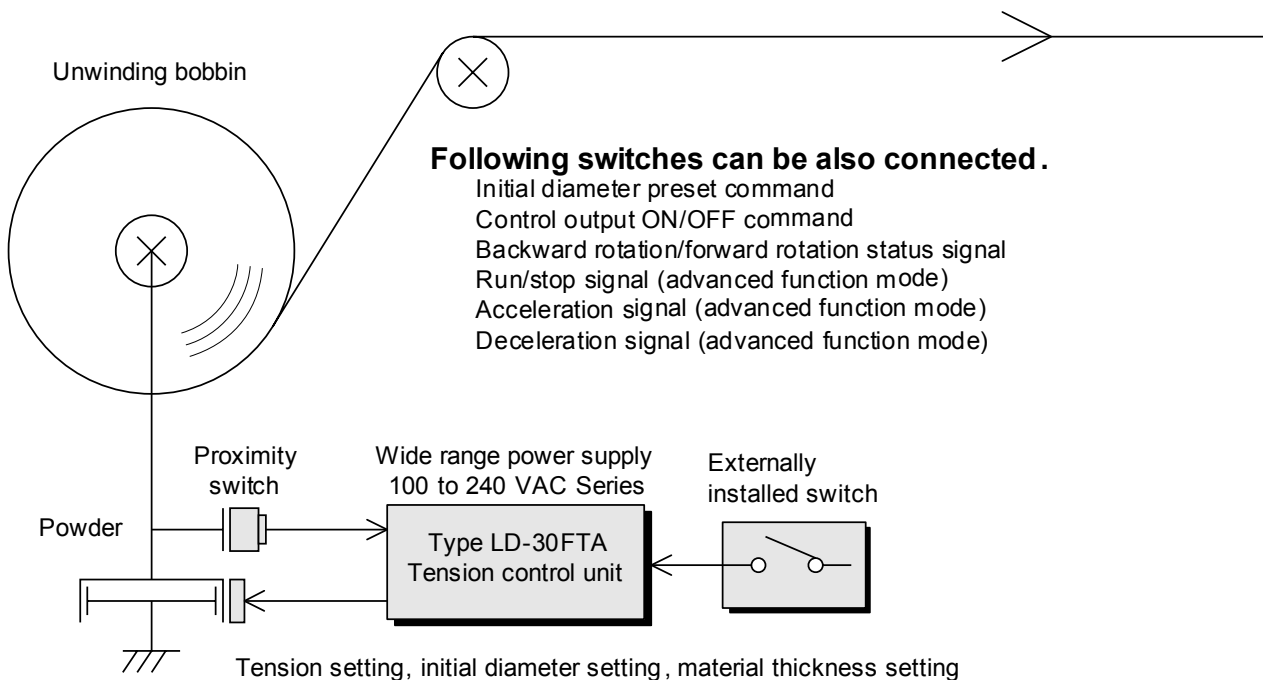 Unwinding bobbin
Following switches can be also connected.
Initial diameter preset command
Control output ON/OFF command
Backward rotation/forward rotation status signal
Run/stop signal (advanced function mode)
Acceleration signal (advanced function mode)
Deceleration signal (advanced function mode)
Proximity
switch
Wide range power supply
100 to 240 VAC Series
Externally
installed switch
Powder
Type LD-30FTA
Tension control unit
Tension setting, initial diameter setting, material thickness setting